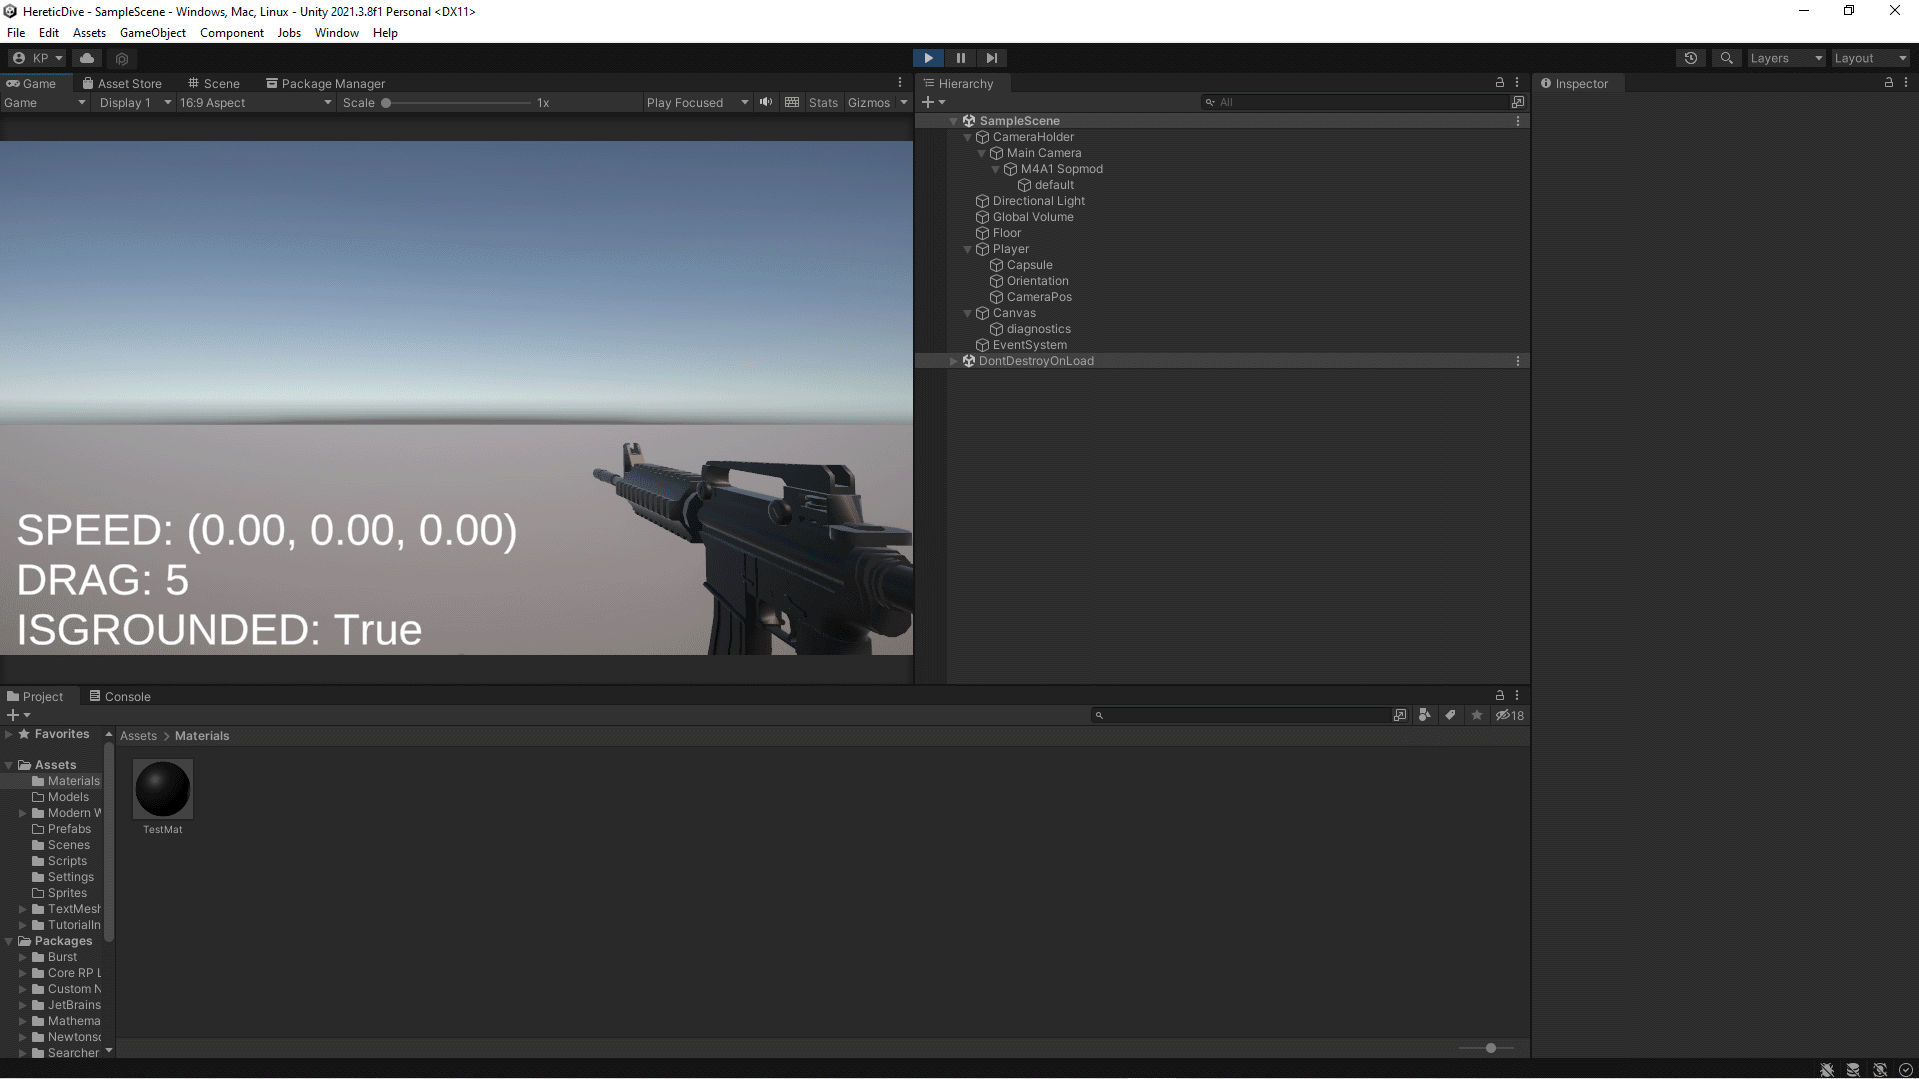 HereticDive - SampleScene - Windows, Mac, Linux - Unity 2021.3.8f1 Personal <DX11>
File Edit Assets GameObject Component Jobs Window Help
KP
Layers
Layout
Game Asset Store Scene Package Manager
Game Display 1 16:9 Aspect Scale 1x Play Focused Stats Gizmos
SPEED: (0.00, 0.00, 0.00)
DRAG: 5
ISGROUNDED: True
Hierarchy
All
SampleScene
CameraHolder
Main Camera
M4A1 Sopmod
default
Directional Light
Global Volume
Floor
Player
Capsule
Orientation
CameraPos
Canvas
diagnostics
EventSystem
DontDestroyOnLoad
Inspector
Project Console
18
Favorites
Assets
Materials
Models
Modern W
Prefabs
Scenes
Scripts
Settings
Sprites
TextMesh
TutorialIn
Packages
Burst
Core RP L
Custom N
JetBrains
Mathema
Newtonso
Searcher
Assets > Materials
TestMat